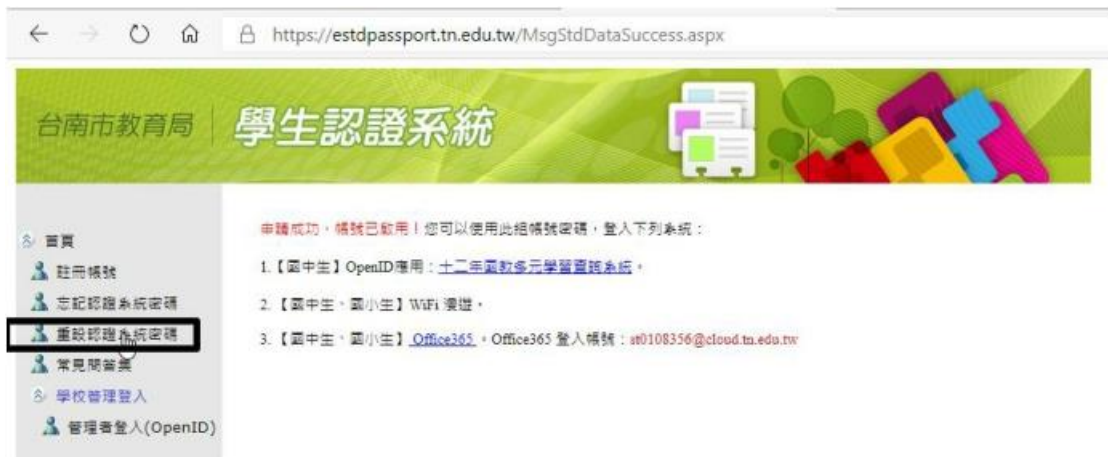 https://estdpassport.tn.edu.tw/MsgStdDataSuccess.aspx
台南市教育局
學生認證系統
首頁
註冊帳號
忘記認證系統密碼
重設認證系統密碼
常見問答集
學校管理登入
管理者登入(OpenID)
申請成功，帳號已啟用！您可以使用此組帳號密碼，登入下列系統：
1.【國中生】OpenID應用：十二年國教多元學習查詢系統。
2.【國中生、國小生】WiFi 漫遊。
3.【國中生、國小生】 Office365 。Office365 登入帳號：st0108356@cloud.tn.edu.tw